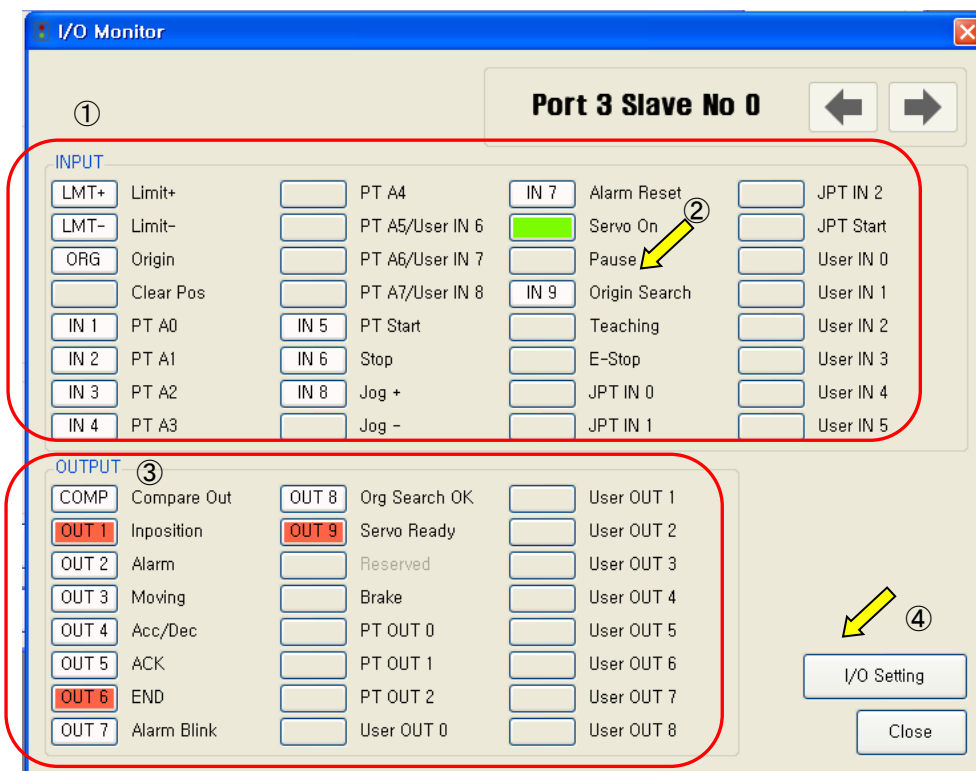 I/O Monitor
Port 3 Slave No 0
①
INPUT
LMT+ Limit+ PT A4 IN 7 Alarm Reset JPT IN 2
②
LMT- Limit- PT A5/User IN 6 Servo On JPT Start
ORG Origin PT A6/User IN 7 Pause User IN 0
Clear Pos PT A7/User IN 8 IN 9 Origin Search User IN 1
IN 1 PT A0 IN 5 PT Start Teaching User IN 2
IN 2 PT A1 IN 6 Stop E-Stop User IN 3
IN 3 PT A2 IN 8 Jog + JPT IN 0 User IN 4
IN 4 PT A3 Jog - JPT IN 1 User IN 5
OUTPUT ③
COMP Compare Out OUT 8 Org Search OK User OUT 1
OUT 1 Inposition OUT 9 Servo Ready User OUT 2
OUT 2 Alarm Reserved User OUT 3
OUT 3 Moving Brake User OUT 4
OUT 4 Acc/Dec PT OUT 0 User OUT 5
④
OUT 5 ACK PT OUT 1 User OUT 6
I/O Setting
OUT 6 END PT OUT 2 User OUT 7
OUT 7 Alarm Blink User OUT 0 User OUT 8
Close